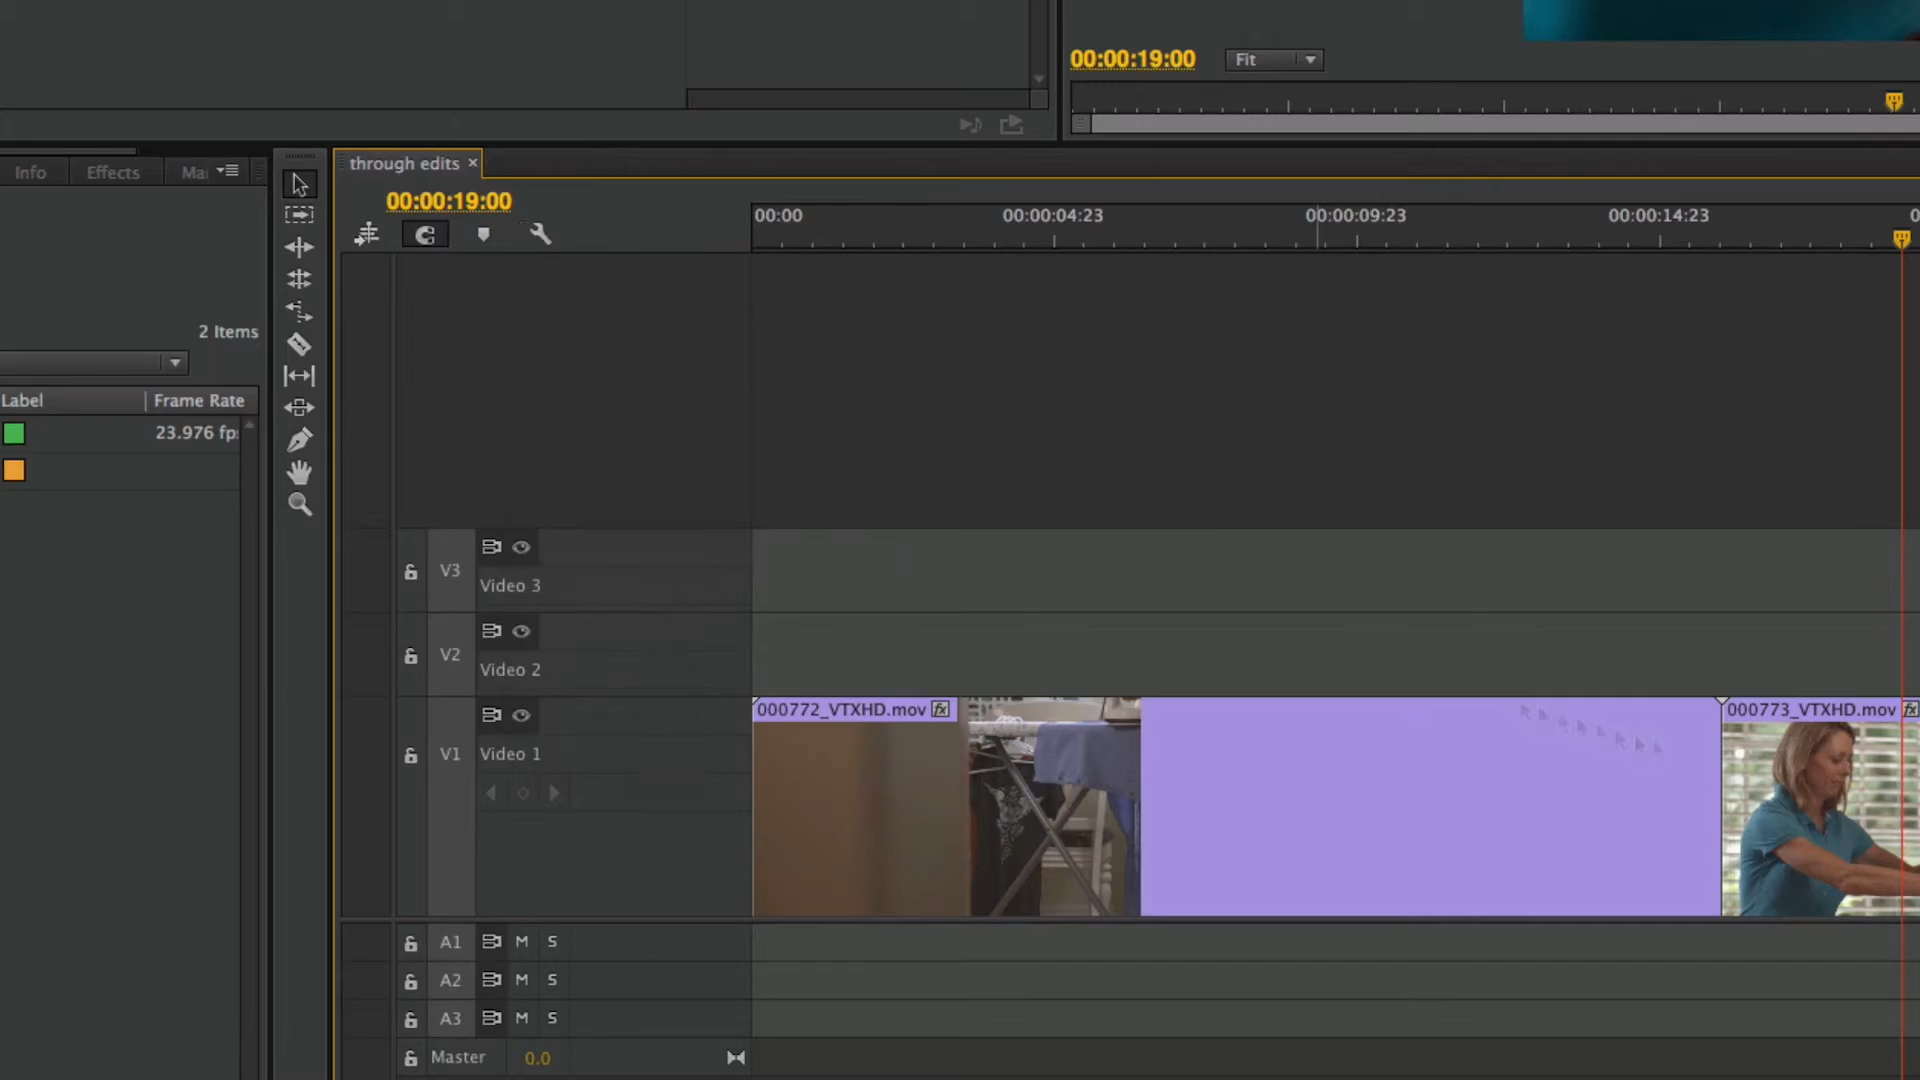 00:00:19:00 Fit
Info Effects
through edits ×
00:00:19:00
00:00 00:00:04:23 00:00:09:23 00:00:14:23
2 Items
Label Frame Rate
23.976 fp
V3
Video 3
V2
Video 2
000772_VTXHD.mov fx 000773_VTXHD.mov fx
V1 Video 1
A1 M S
A2 M S
A3 M S
Master 0.0